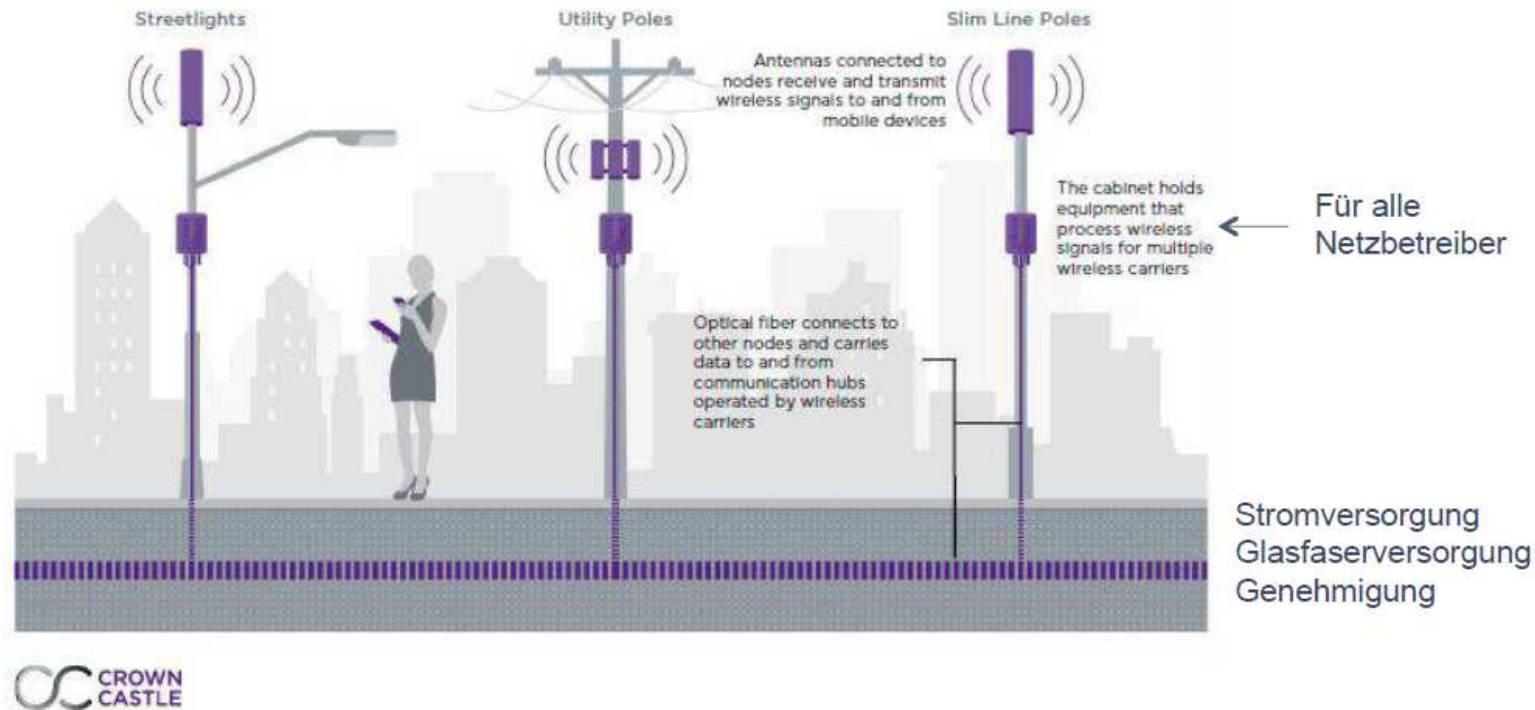 Streetlights
Utility Poles
Slim Line Poles
Antennas connected to
nodes receive and transmit
wireless signals to and from
mobile devices
The cabinet holds
equipment that
process wireless
signals for multiple
wireless carriers
Für alle
Netzbetreiber
Optical fiber connects to
other nodes and carries
data to and from
communication hubs
operated by wireless
carriers
Stromversorgung
Glasfaserversorgung
Genehmigung
CROWN
CASTLE